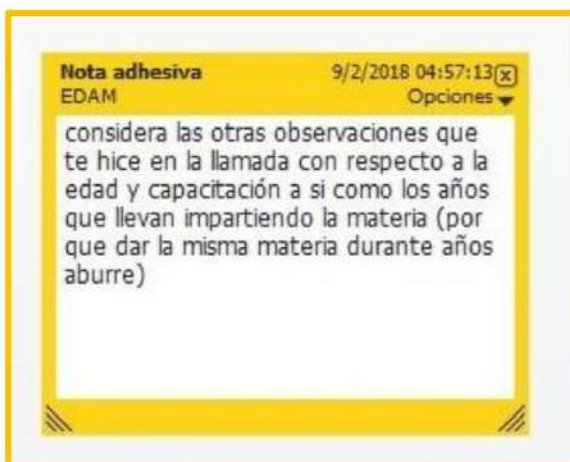 Nota adhesiva 9/2/2018 04:57:13
EDAM Opciones
considera las otras observaciones que
te hice en la llamada con respecto a la
edad y capacitación a si como los años
que llevan impartiendo la materia (por
que dar la misma materia durante años
aburre)